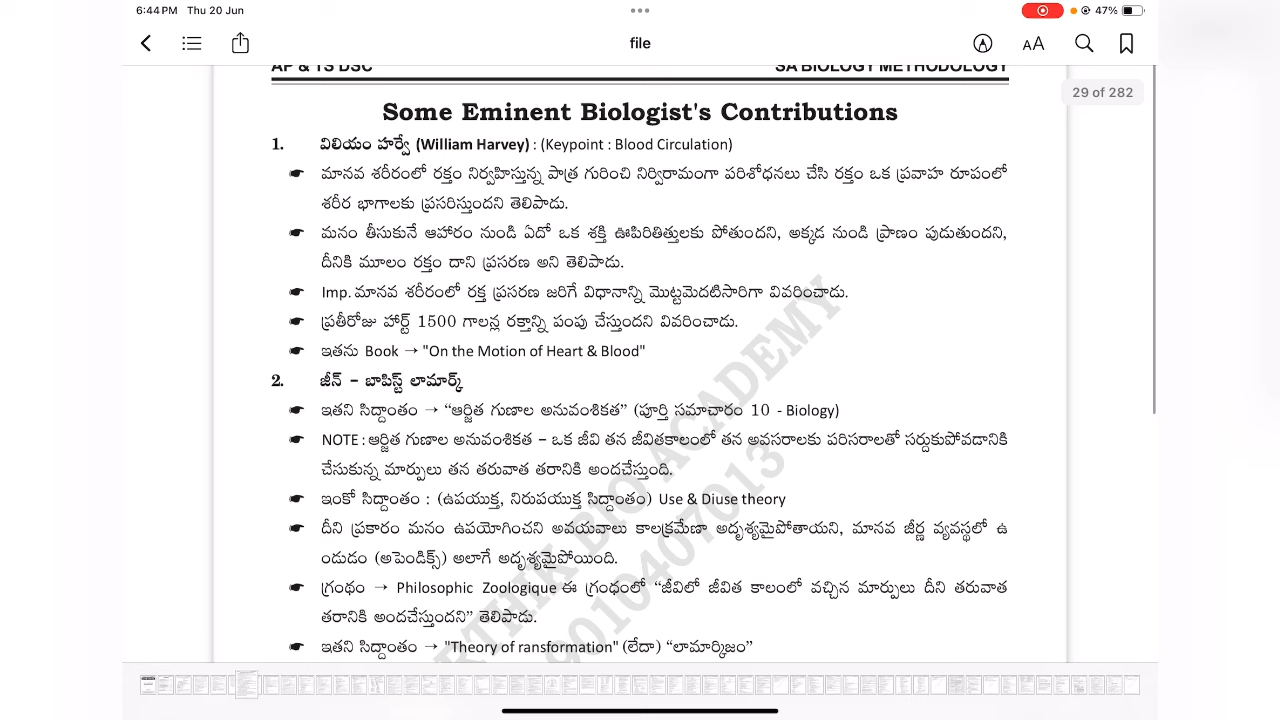 6:44 PM Thu 20 Jun
47%
file
AA
AP & TS DSC SA BIOLOGY METHODOLOGY
29 of 282
Some Eminent Biologist's Contributions
1. విలియం హర్వే (William Harvey) : (Keypoint : Blood Circulation)
☛ మానవ శరీరంలో రక్తం నిర్వహిస్తున్న పాత్ర గురించి నిర్విరామంగా పరిశోధనలు చేసి రక్తం ఒక ప్రవాహ రూపంలో
శరీర భాగాలకు ప్రసరిస్తుందని తెలిపాడు.
☛ మనం తీసుకునే ఆహారం నుండి ఏదో ఒక శక్తి ఊపిరితిత్తులకు పోతుందని, అక్కడ నుండి ప్రాణం పుడుతుందని,
దీనికి మూలం రక్తం దాని ప్రసరణ అని తెలిపాడు.
☛ Imp. మానవ శరీరంలో రక్త ప్రసరణ జరిగే విధానాన్ని మొట్టమెదటిసారిగా వివరించాడు.
☛ ప్రతీరోజు హార్ట్ 1500 గాలన్ల రక్తాన్ని పంపు చేస్తుందని వివరించాడు.
☛ ఇతను Book → "On the Motion of Heart & Blood"
2. జీన్ - బాపిస్ట్ లామార్క్
☛ ఇతని సిద్దాంతం → “ఆర్జిత గుణాల అనువంశికత” (పూర్తి సమాచారం 10 - Biology)
☛ NOTE : ఆర్జిత గుణాల అనువంశికత – ఒక జీవి తన జీవితకాలంలో తన అవసరాలకు పరిసరాలతో సర్దుకుపోవడానికి
చేసుకున్న మార్పులు తన తరువాత తరానికి అందచేస్తుంది.
☛ ఇంకో సిద్దాంతం : (ఉపయుక్త, నిరుపయుక్త సిద్దాంతం) Use & Diuse theory
☛ దీని ప్రకారం మనం ఉపయోగించని అవయవాలు కాలక్రమేణా అదృశ్యమైపోతాయని, మానవ జీర్ణ వ్యవస్థలో ఉ
ండుడం (అపెండిక్స్) అలాగే అదృశ్యమైపోయింది.
☛ గ్రంథం → Philosophic Zoologique ఈ గ్రంధంలో “జీవిలో జీవిత కాలంలో వచ్చిన మార్పులు దీని తరువాత
తరానికి అందచేస్తుందని” తెలిపాడు.
☛ ఇతని సిద్దాంతం → "Theory of ransformation" (లేదా) “లామార్కిజం”
RTHIK BIO ACADEMY
9010407013